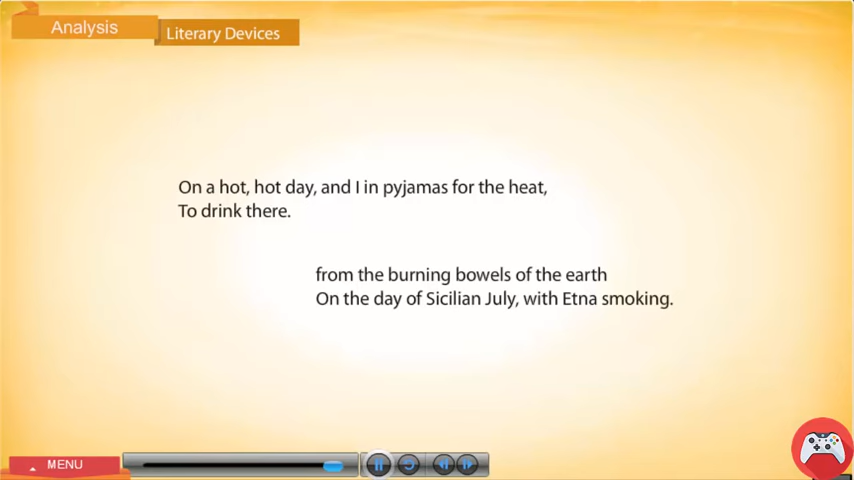 Analysis
Literary Devices
On a hot, hot day, and I in pyjamas for the heat,
To drink there.
from the burning bowels of the earth
On the day of Sicilian July, with Etna smoking.
MENU